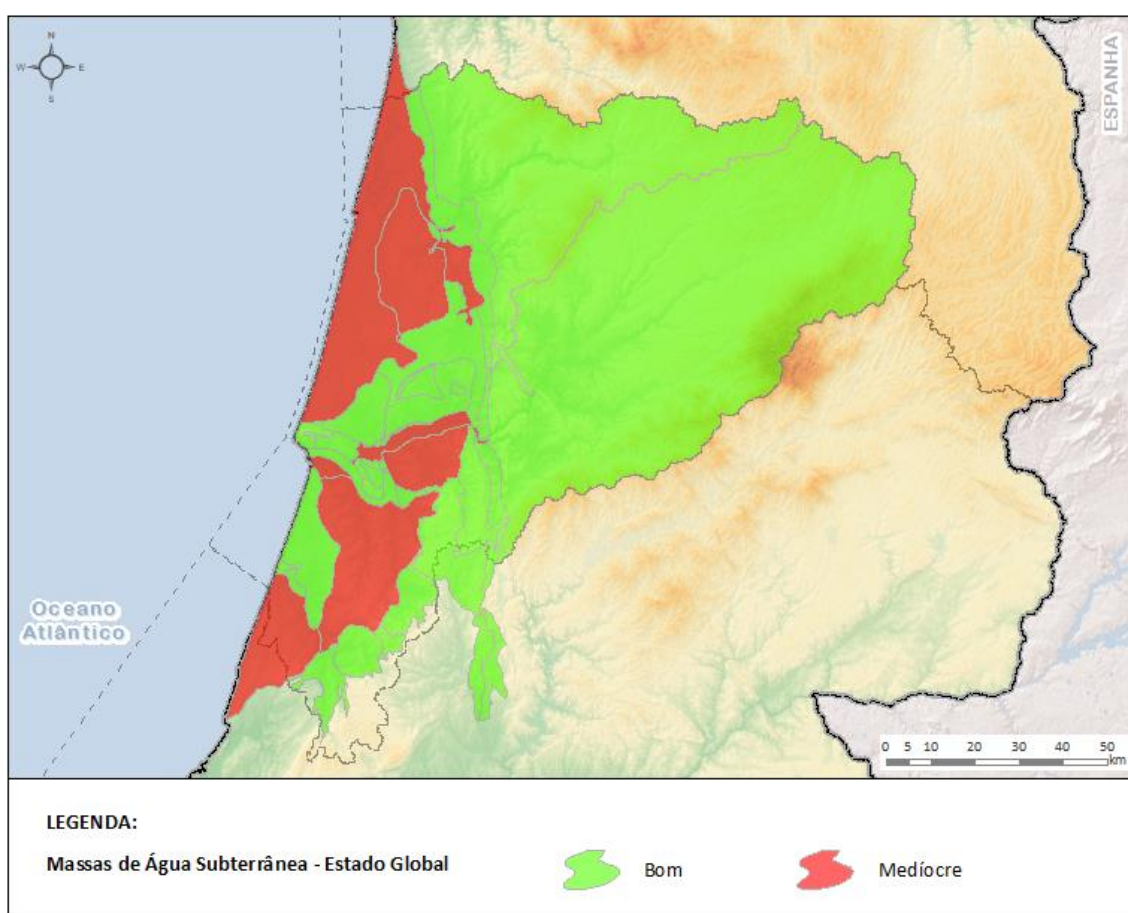 N
W E
S
ESPANHA
Oceano
Atlântico
0 5 10 20 30 40 50
km
LEGENDA:
Massas de Água Subterrânea - Estado Global
Bom
Medíocre